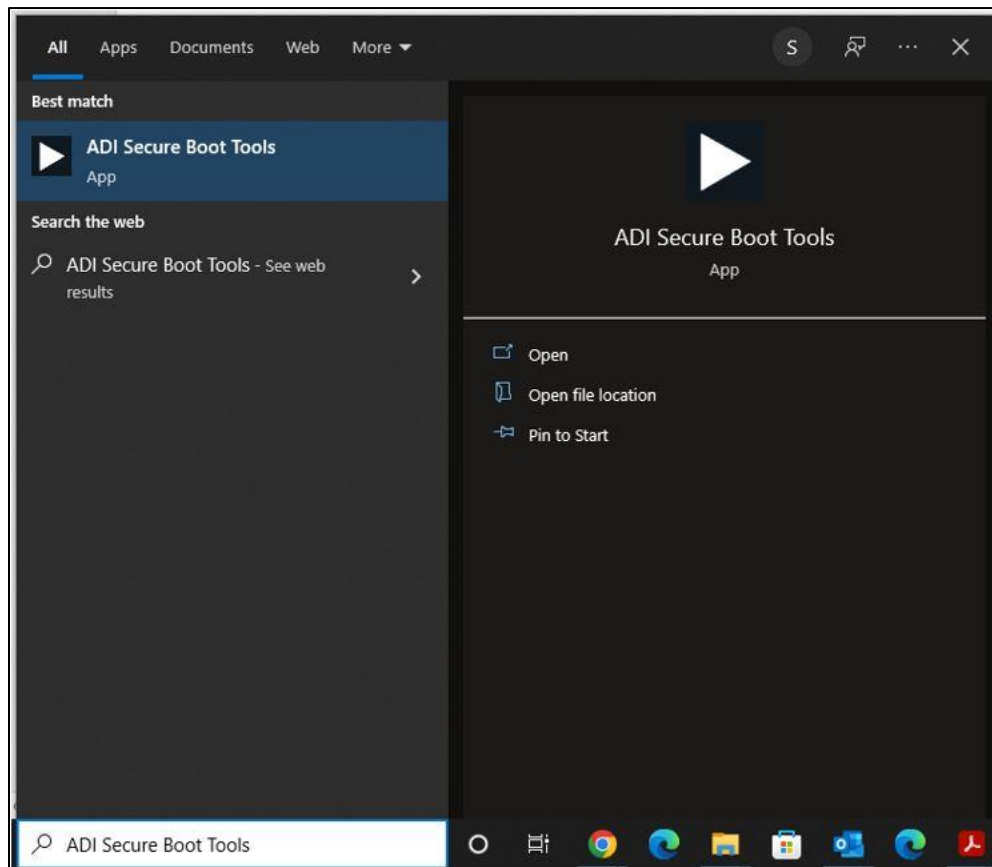 All Apps Documents Web More S
Best match
ADI Secure Boot Tools
App
Search the web
ADI Secure Boot Tools - See web
results
ADI Secure Boot Tools
App
Open
Open file location
Pin to Start
ADI Secure Boot Tools